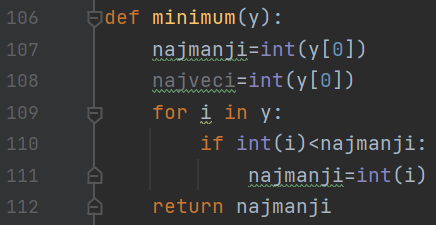 106 def minimum(y):
107     najmanji=int(y[0])
108     najveci=int(y[0])
109     for i in y:
110         if int(i)<najmanji:
111             najmanji=int(i)
112     return najmanji